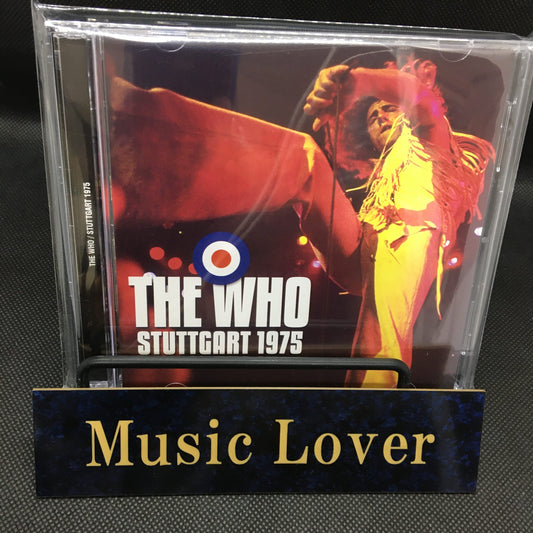 THE WHO / STUTTGART 1975
THE WHO
STUTTGART 1975
Music Lover